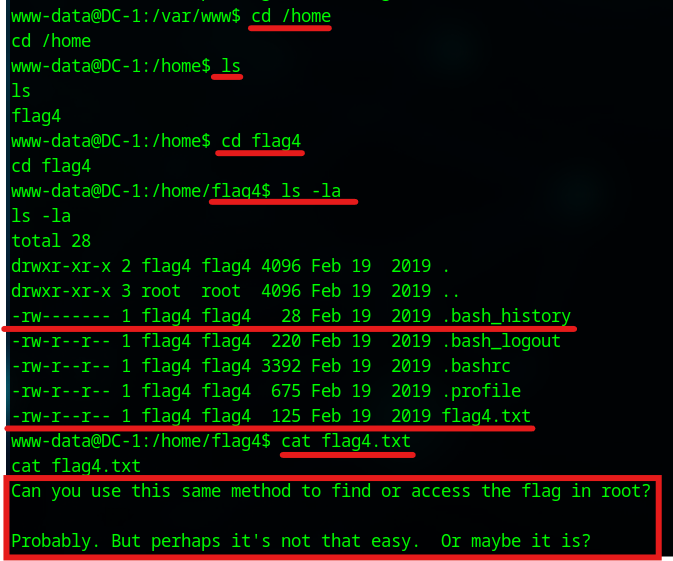 www-data@DC-1:/var/www$ cd /home
cd /home
www-data@DC-1:/home$ ls
ls
flag4
www-data@DC-1:/home$ cd flag4
cd flag4
www-data@DC-1:/home/flag4$ ls -la
ls -la
total 28
drwxr-xr-x 2 flag4 flag4 4096 Feb 19  2019 .
drwxr-xr-x 3 root  root  4096 Feb 19  2019 ..
-rw------- 1 flag4 flag4   28 Feb 19  2019 .bash_history
-rw-r--r-- 1 flag4 flag4  220 Feb 19  2019 .bash_logout
-rw-r--r-- 1 flag4 flag4 3392 Feb 19  2019 .bashrc
-rw-r--r-- 1 flag4 flag4  675 Feb 19  2019 .profile
-rw-r--r-- 1 flag4 flag4  125 Feb 19  2019 flag4.txt
www-data@DC-1:/home/flag4$ cat flag4.txt
cat flag4.txt
Can you use this same method to find or access the flag in root?
Probably. But perhaps it's not that easy.  Or maybe it is?